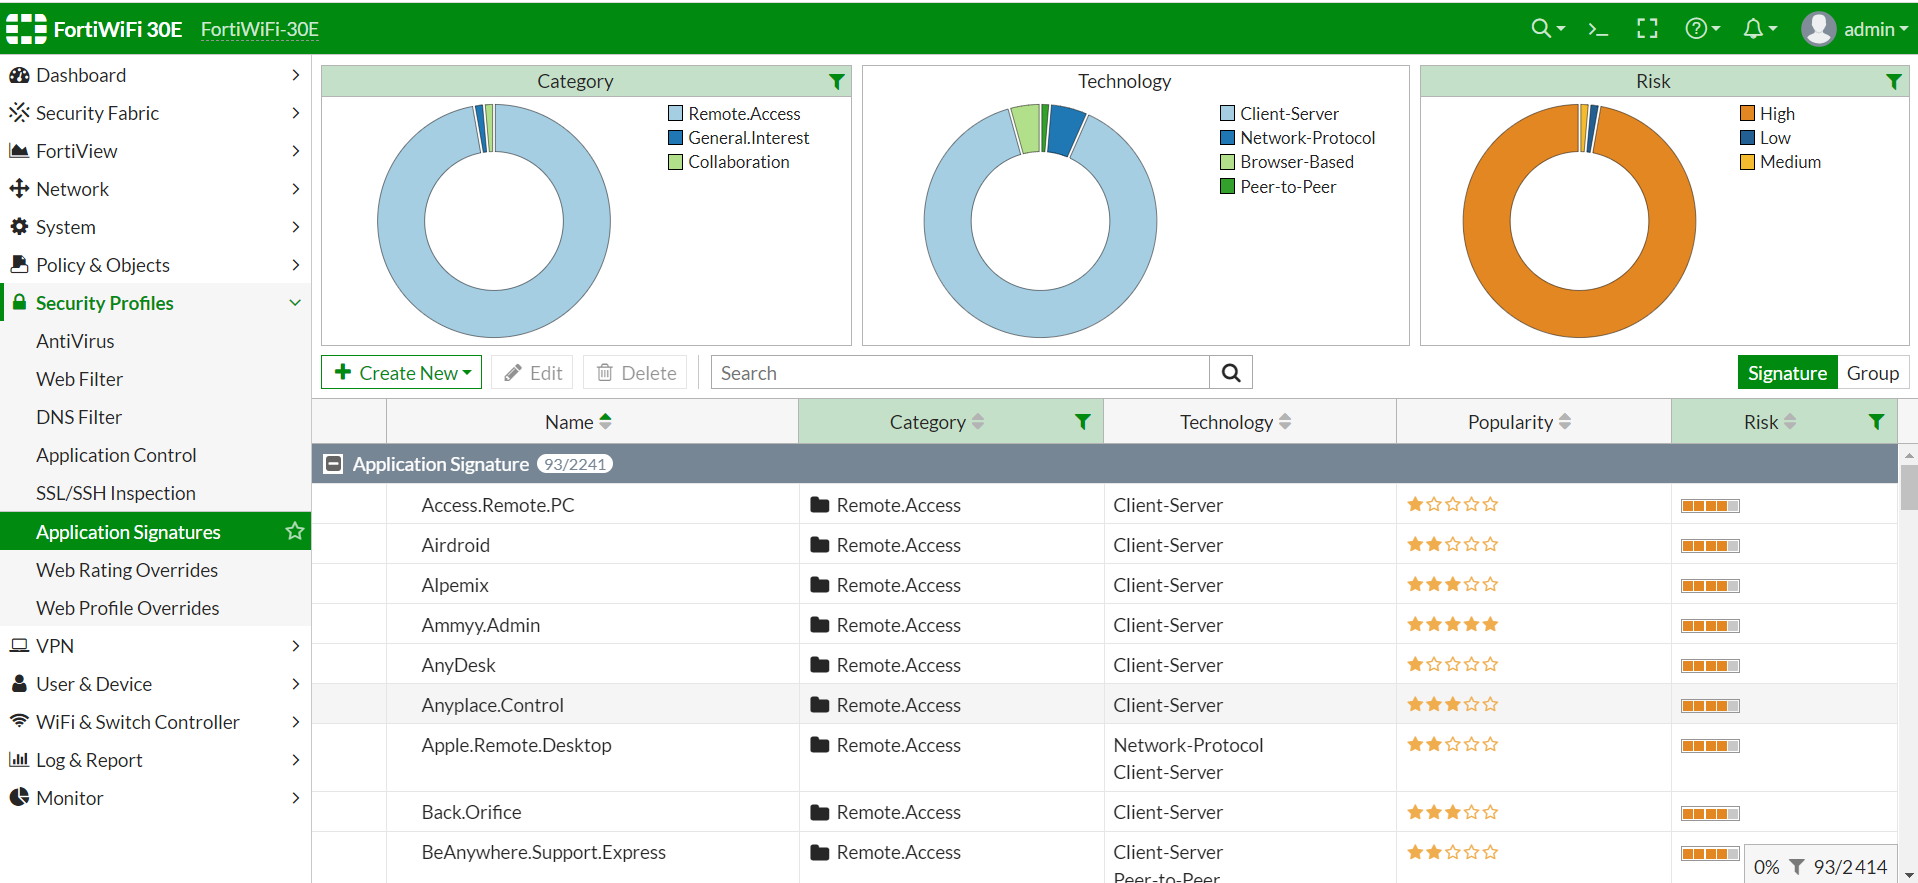 FortiWiFi 30E FortiWiFi-30E
admin
Dashboard
Security Fabric
FortiView
Network
System
Policy & Objects
Security Profiles
AntiVirus
Web Filter
DNS Filter
Application Control
SSL/SSH Inspection
Application Signatures
Web Rating Overrides
Web Profile Overrides
VPN
User & Device
WiFi & Switch Controller
Log & Report
Monitor
Category
Remote.Access
General.Interest
Collaboration
Technology
Client-Server
Network-Protocol
Browser-Based
Peer-to-Peer
Risk
High
Low
Medium
Create New Edit Delete Search Signature Group
Name Category Technology Popularity Risk
Application Signature 93/2241
Access.Remote.PC Remote.Access Client-Server
Airdroid Remote.Access Client-Server
Alpemix Remote.Access Client-Server
Ammyy.Admin Remote.Access Client-Server
AnyDesk Remote.Access Client-Server
Anyplace.Control Remote.Access Client-Server
Apple.Remote.Desktop Remote.Access Network-Protocol
Client-Server
Back.Orifice Remote.Access Client-Server
BeAnywhere.Support.Express Remote.Access Client-Server
Peer-to-Peer
0% 93/2414